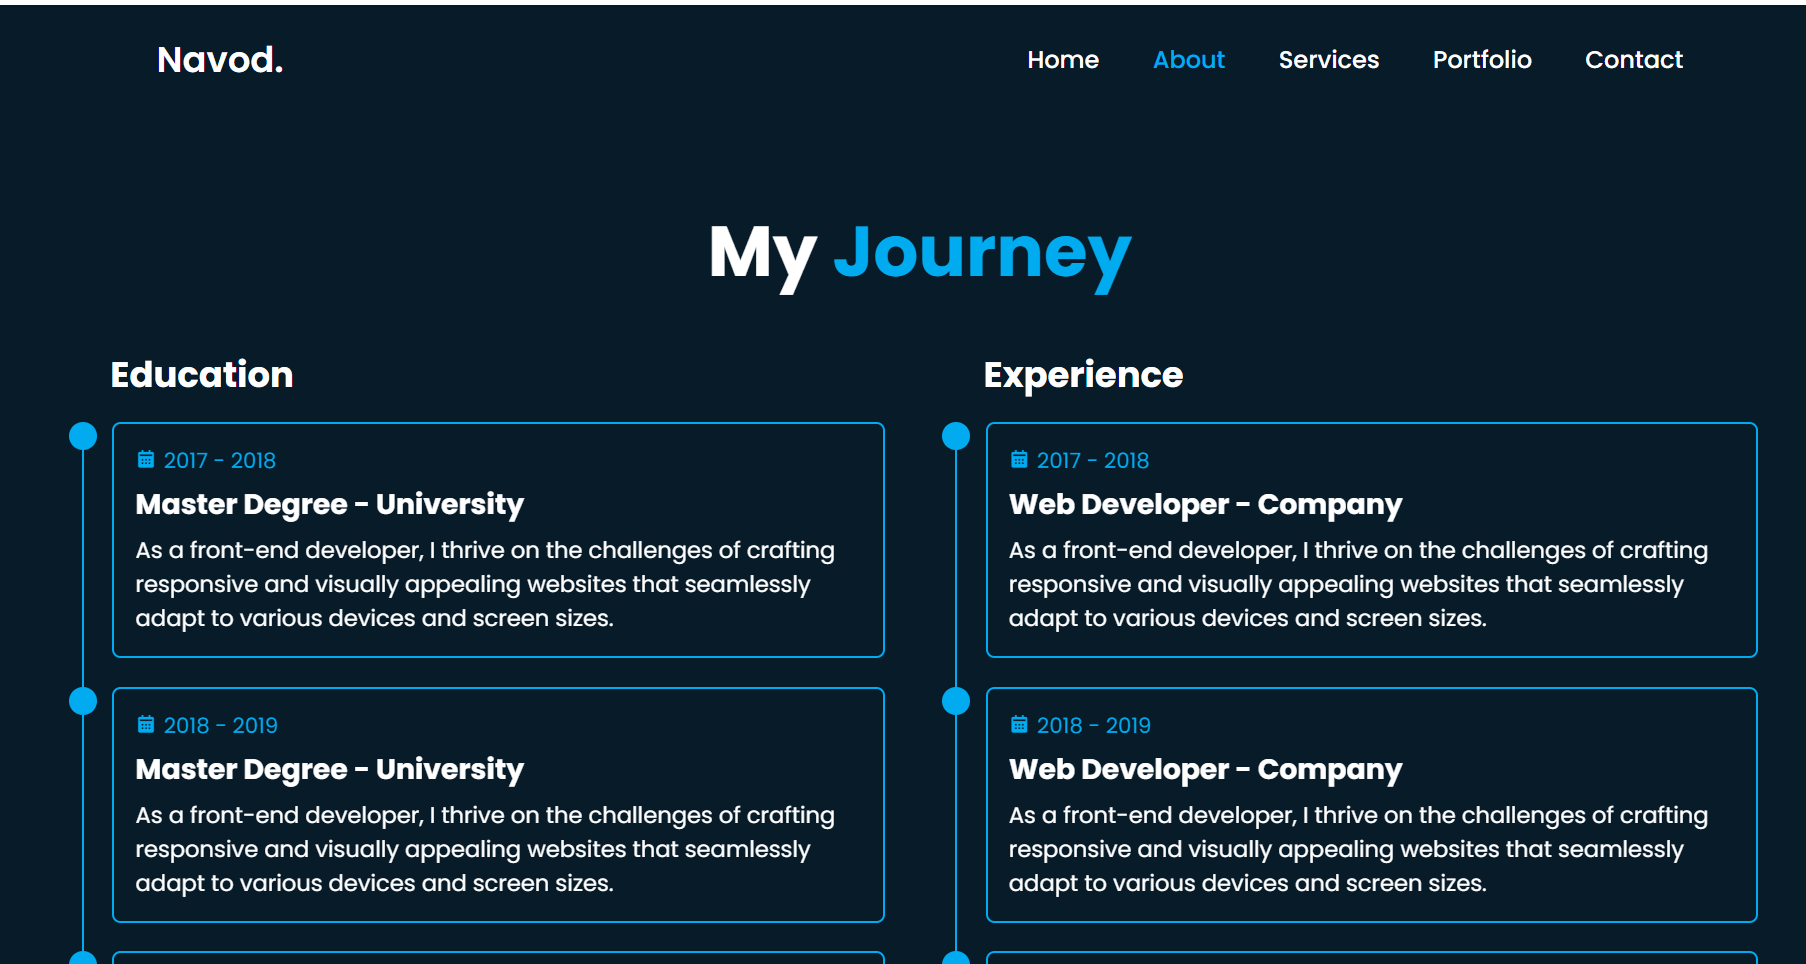 Navod.
Home About Services Portfolio Contact
My Journey
Education
2017 - 2018
Master Degree - University
As a front-end developer, I thrive on the challenges of crafting
responsive and visually appealing websites that seamlessly
adapt to various devices and screen sizes.
2018 - 2019
Master Degree - University
As a front-end developer, I thrive on the challenges of crafting
responsive and visually appealing websites that seamlessly
adapt to various devices and screen sizes.
Experience
2017 - 2018
Web Developer - Company
As a front-end developer, I thrive on the challenges of crafting
responsive and visually appealing websites that seamlessly
adapt to various devices and screen sizes.
2018 - 2019
Web Developer - Company
As a front-end developer, I thrive on the challenges of crafting
responsive and visually appealing websites that seamlessly
adapt to various devices and screen sizes.